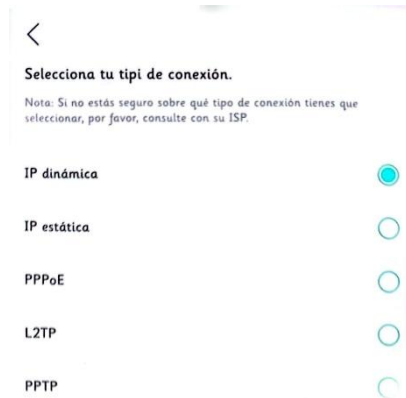 Selecciona tu tipi de conexión.
Nota: Si no estás seguro sobre qué tipo de conexión tienes que
seleccionar, por favor, consulte con su ISP.
IP dinámica
IP estática
PPPoE
L2TP
PPTP